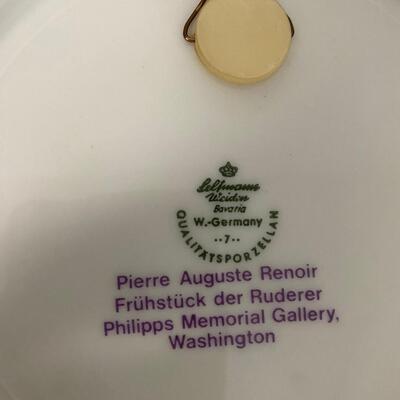 Seltmann
Weiden
Bavaria
W.-Germany
··7··
QUALITÄTSPORZELLAN
Pierre Auguste Renoir
Frühstück der Ruderer
Philipps Memorial Gallery,
Washington